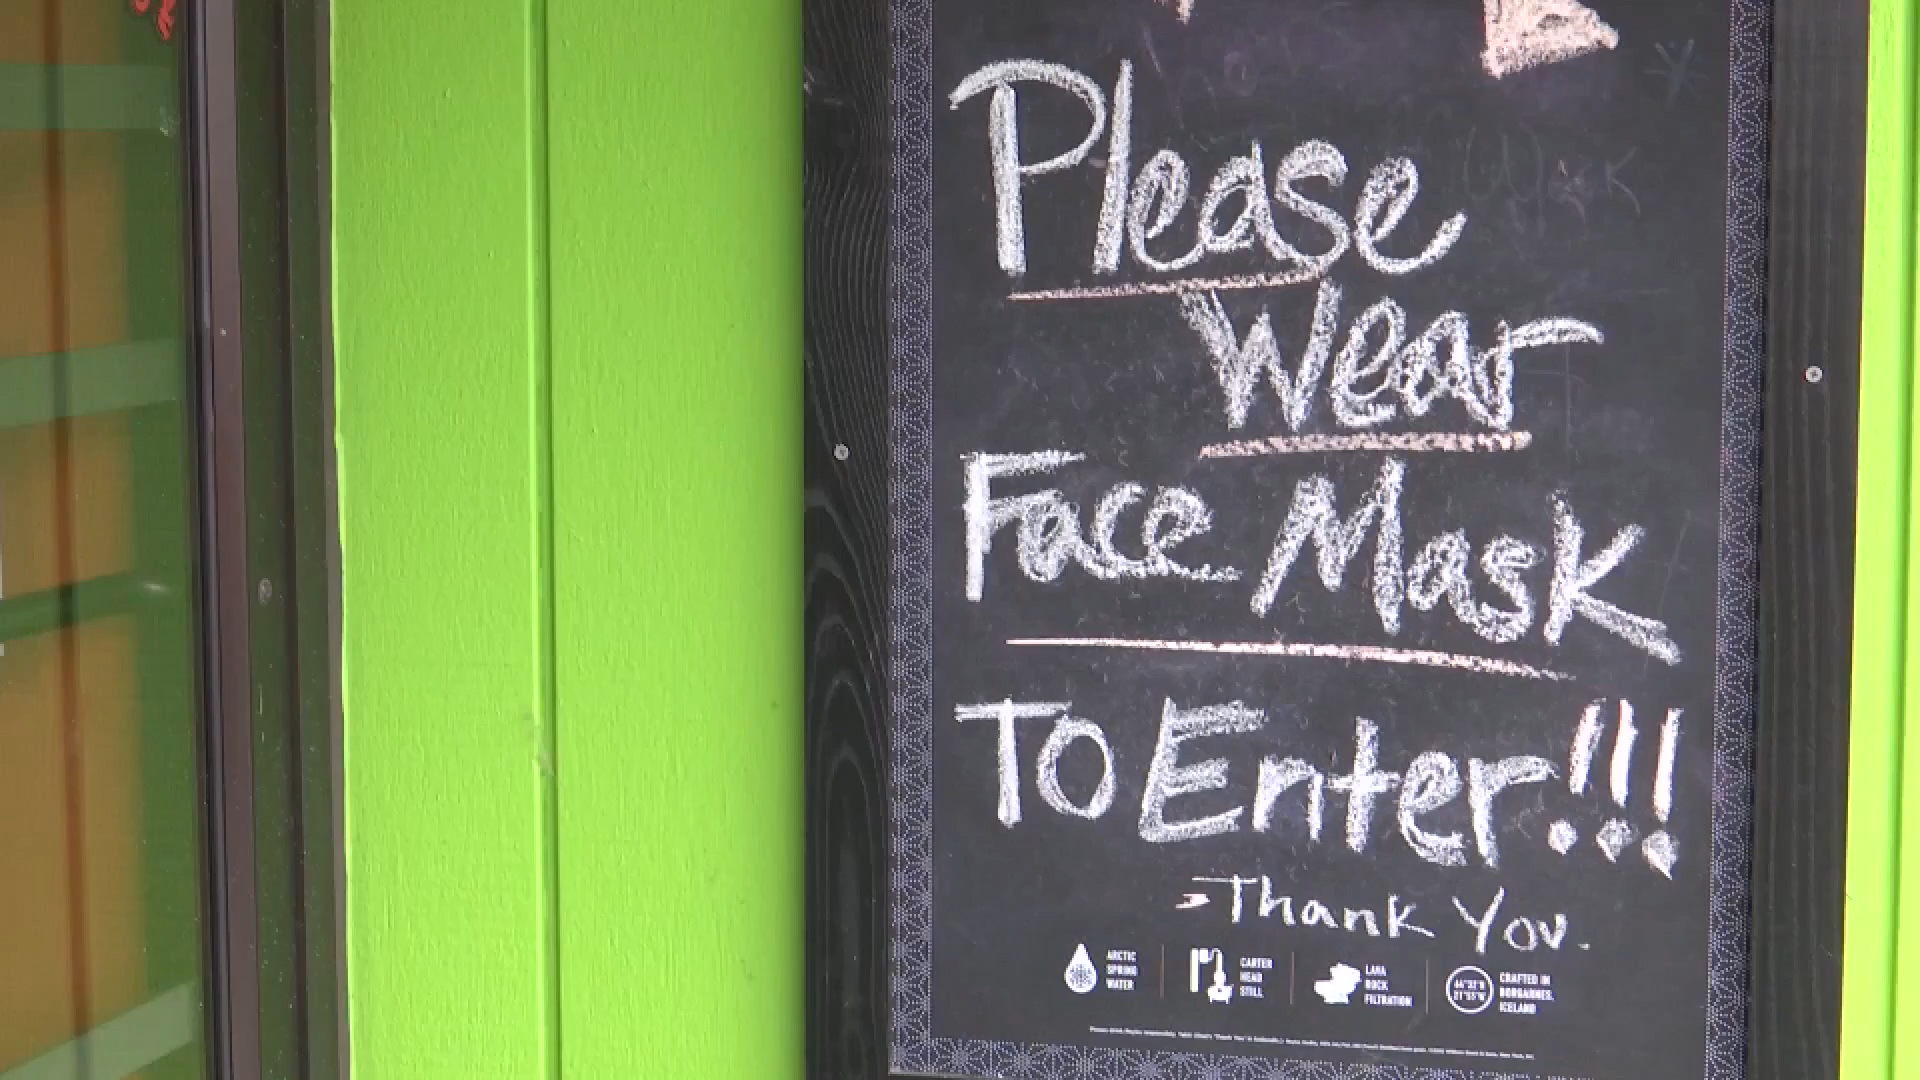 Please
Wear
Face Mask
To Enter!!!
- Thank You.
ARCTIC
SPRING
WATER
CARTER
HEAD
STILL
LAVA
ROCK
FILTRATION
CRAFTED IN
BORGARNES,
ICELAND